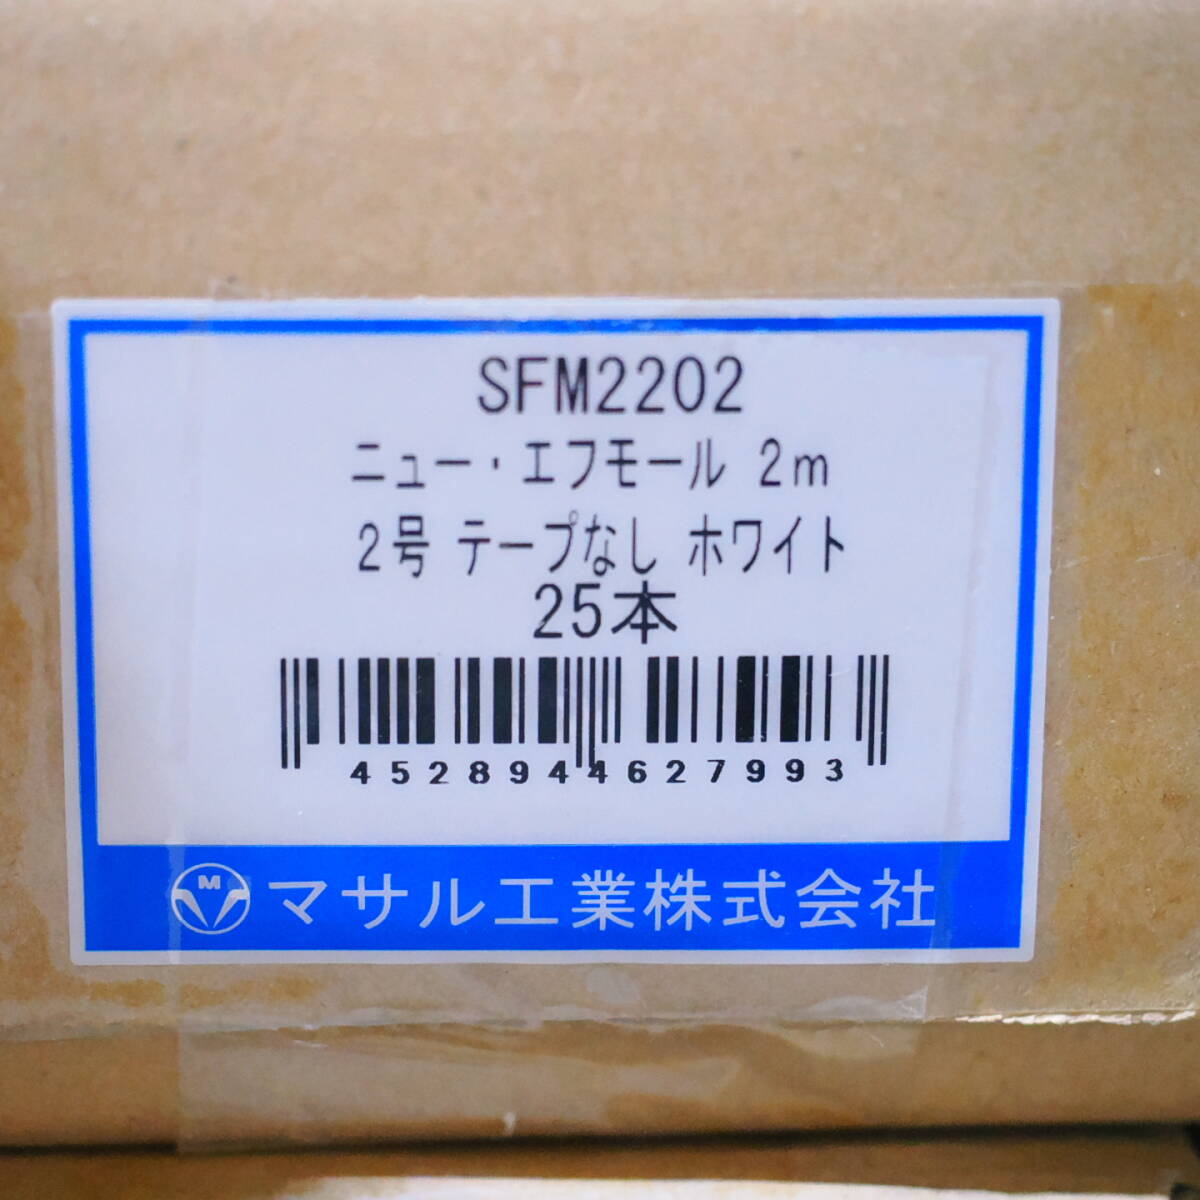 SFM2202
ニュー・エフモール 2m
2号 テープなし ホワイト
25本
4528944627993
M マサル工業株式会社